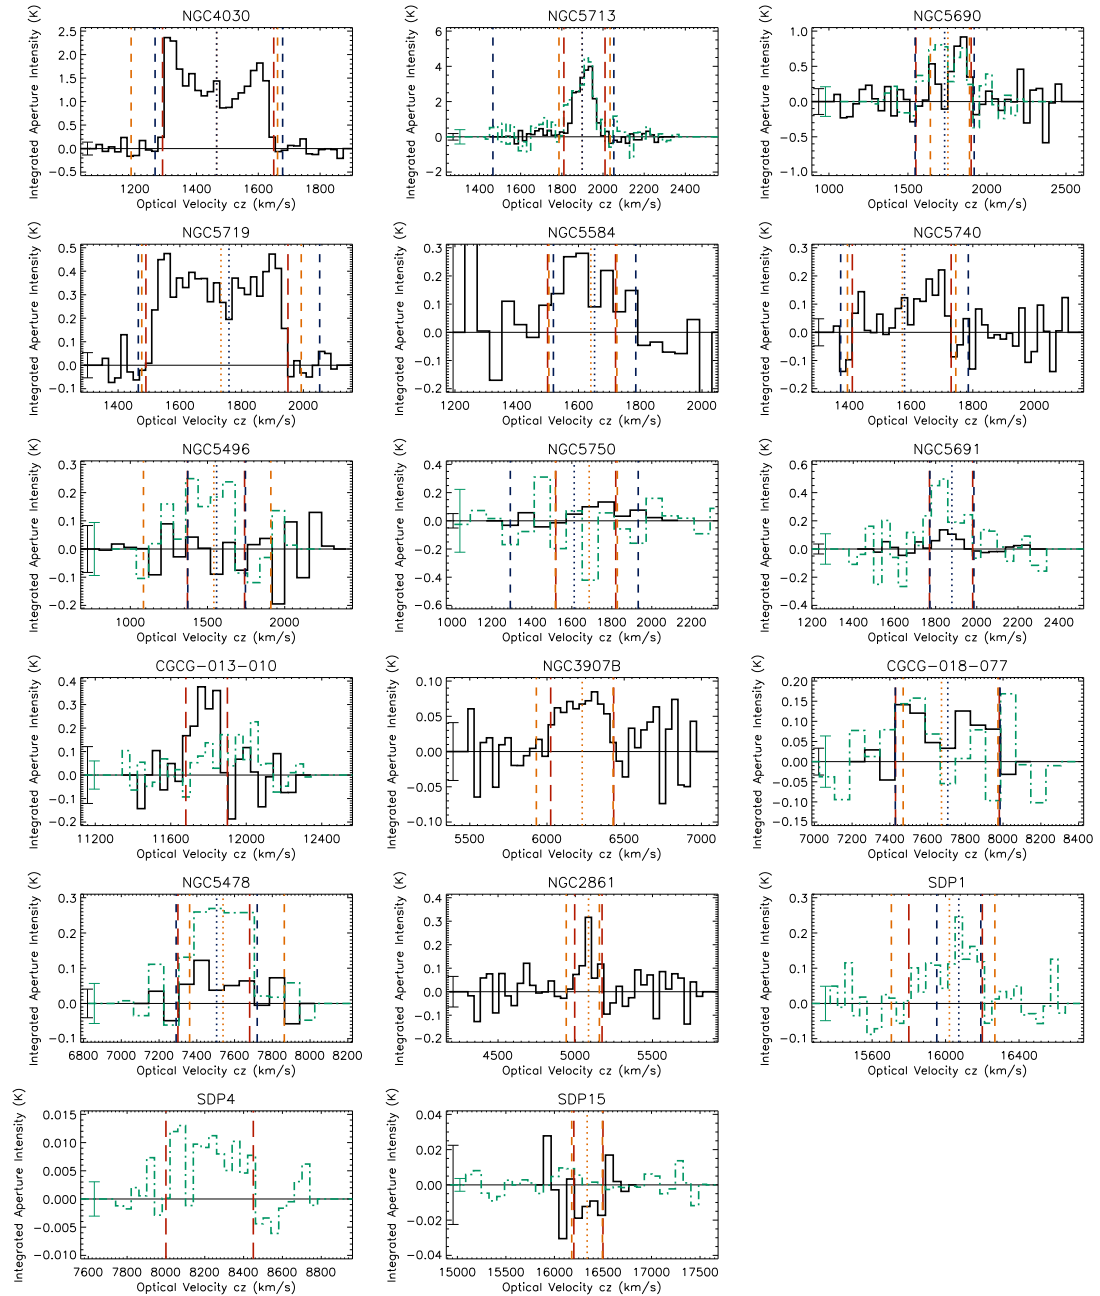 NGC4030
Integrated Aperture Intensity (K)
2.5
2.0
1.5
1.0
0.5
0.0
−0.5
1200 1400 1600 1800
Optical Velocity cz (km/s)
NGC5713
Integrated Aperture Intensity (K)
6
4
2
0
−2
1400 1600 1800 2000 2200 2400
Optical Velocity cz (km/s)
NGC5690
Integrated Aperture Intensity (K)
1.0
0.5
0.0
−0.5
−1.0
1000 1500 2000 2500
Optical Velocity cz (km/s)
NGC5719
Integrated Aperture Intensity (K)
0.5
0.4
0.3
0.2
0.1
0.0
−0.1
1400 1600 1800 2000
Optical Velocity cz (km/s)
NGC5584
Integrated Aperture Intensity (K)
0.3
0.2
0.1
0.0
−0.1
−0.2
1200 1400 1600 1800 2000
Optical Velocity cz (km/s)
NGC5740
Integrated Aperture Intensity (K)
0.3
0.2
0.1
0.0
−0.1
−0.2
1400 1600 1800 2000
Optical Velocity cz (km/s)
NGC5496
Integrated Aperture Intensity (K)
0.3
0.2
0.1
0.0
−0.1
−0.2
1000 1500 2000
Optical Velocity cz (km/s)
NGC5750
Integrated Aperture Intensity (K)
0.4
0.2
0.0
−0.2
−0.4
−0.6
1000 1200 1400 1600 1800 2000 2200
Optical Velocity cz (km/s)
NGC5691
Integrated Aperture Intensity (K)
0.6
0.4
0.2
0.0
−0.2
−0.4
1200 1400 1600 1800 2000 2200 2400
Optical Velocity cz (km/s)
CGCG−013−010
Integrated Aperture Intensity (K)
0.4
0.3
0.2
0.1
0.0
−0.1
−0.2
11200 11600 12000 12400
Optical Velocity cz (km/s)
NGC3907B
Integrated Aperture Intensity (K)
0.10
0.05
0.00
−0.05
−0.10
5500 6000 6500 7000
Optical Velocity cz (km/s)
CGCG−018−077
Integrated Aperture Intensity (K)
0.20
0.15
0.10
0.05
0.00
−0.05
−0.10
−0.15
7000 7200 7400 7600 7800 8000 8200 8400
Optical Velocity cz (km/s)
NGC5478
Integrated Aperture Intensity (K)
0.3
0.2
0.1
0.0
−0.1
6800 7000 7200 7400 7600 7800 8000 8200
Optical Velocity cz (km/s)
NGC2861
Integrated Aperture Intensity (K)
0.4
0.3
0.2
0.1
0.0
−0.1
−0.2
4500 5000 5500
Optical Velocity cz (km/s)
SDP1
Integrated Aperture Intensity (K)
0.3
0.2
0.1
0.0
−0.1
15600 16000 16400
Optical Velocity cz (km/s)
SDP4
Integrated Aperture Intensity (K)
0.015
0.010
0.005
0.000
−0.005
−0.010
7600 7800 8000 8200 8400 8600 8800
Optical Velocity cz (km/s)
SDP15
Integrated Aperture Intensity (K)
0.04
0.02
0.00
−0.02
−0.04
15000 15500 16000 16500 17000 17500
Optical Velocity cz (km/s)